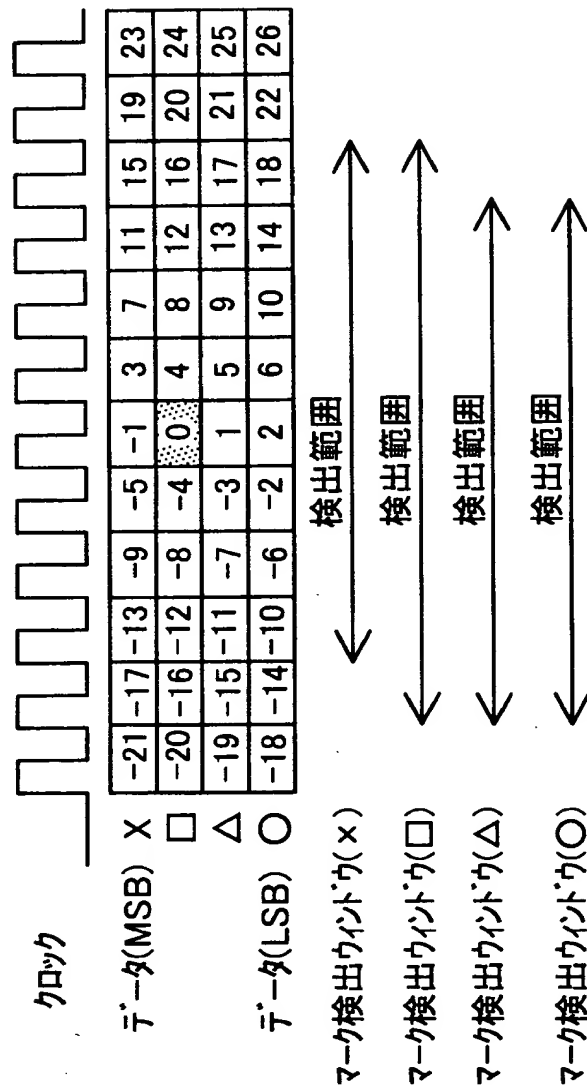 クロック
データ(MSB) × -21 -17 -13 -9 -5 -1 3 7 11 15 19 23
□ -20 -16 -12 -8 -4 0 4 8 12 16 20 24
△ -19 -15 -11 -7 -3 1 5 9 13 17 21 25
データ(LSB) ○ -18 -14 -10 -6 -2 2 6 10 14 18 22 26
マーク検出ウィンドウ(×) 検出範囲
マーク検出ウィンドウ(□) 検出範囲
マーク検出ウィンドウ(△) 検出範囲
マーク検出ウィンドウ(○) 検出範囲